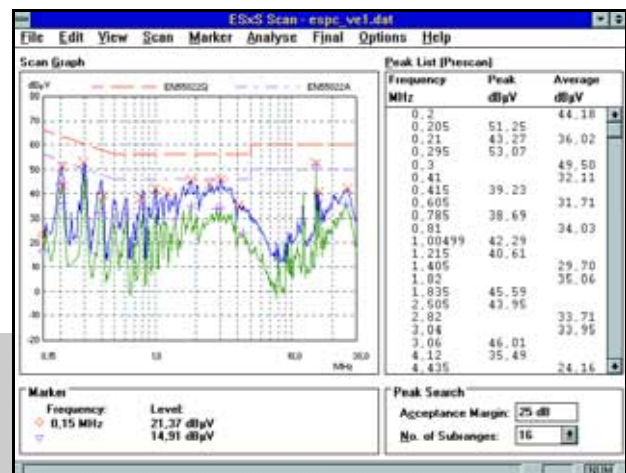 ESxS Scan - espc_ve1.dat
File Edit View Scan Marker Analyse Final Options Help
Scan Graph
dBµV
EN55022Q
EN55022A
80
70
60
50
40
30
20
10
0
-10
-20
0,15
1,0
10,0
30,0
MHz
Peak List (Prescan)
Frequency Peak Average
MHz dBµV dBµV
0.2 44.18
0.205 51.25
0.21 43.27 36.02
0.295 53.07
0.3 49.50
0.41 32.11
0.415 39.23
0.605 31.71
0.785 38.69
0.81 34.03
1.00499 42.29
1.215 40.61
1.405 29.70
1.82 35.06
1.835 45.59
2.505 43.95
2.82 33.71
3.04 33.95
3.06 46.01
4.12 35.49
4.435 24.16
Marker
Frequency: Level:
0,15 MHz 21,37 dBµV
14,91 dBµV
Peak Search
Acceptance Margin: 25 dB
No. of Subranges: 16
NUM